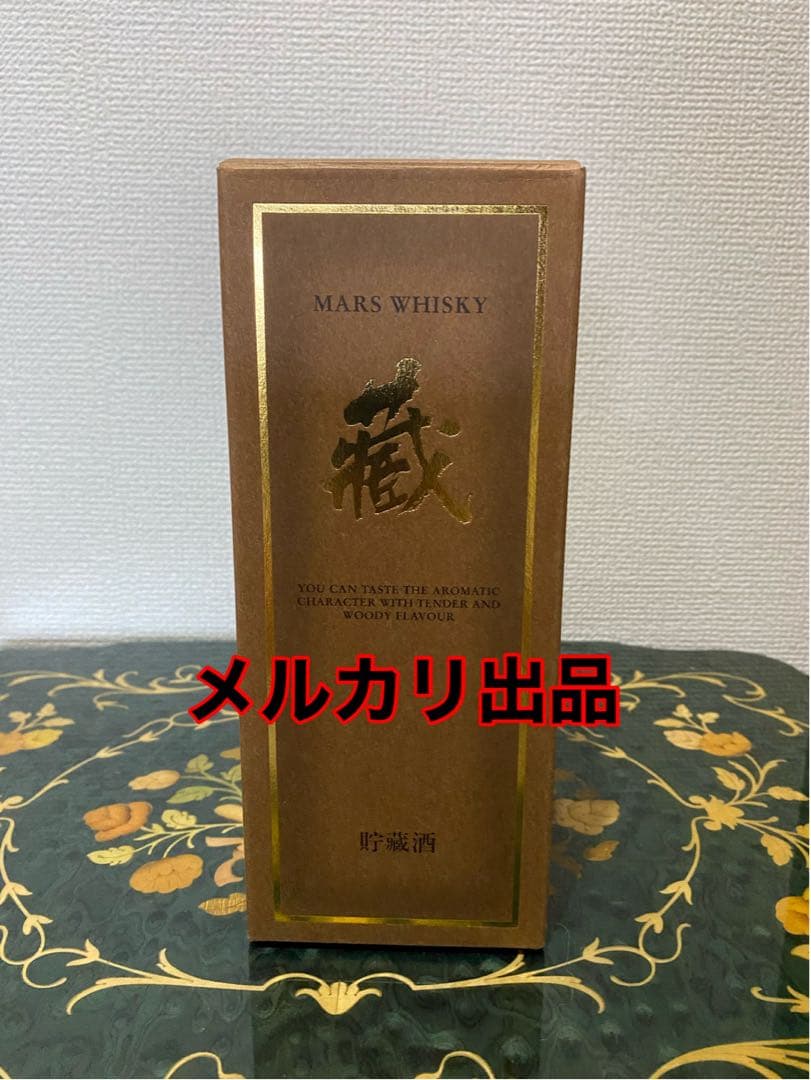 MARS WHISKY
藏
YOU CAN TASTE THE AROMATIC
CHARACTER WITH TENDER AND
WOODY FLAVOUR
メルカリ出品
貯藏酒